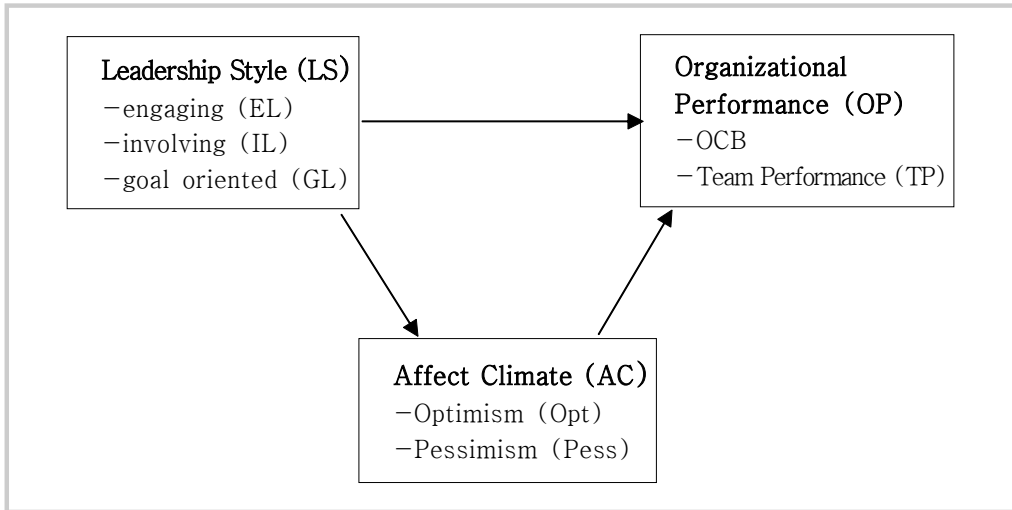 Leadership Style (LS)
-engaging (EL)
-involving (IL)
-goal oriented (GL)
Organizational
Performance (OP)
-OCB
-Team Performance (TP)
Affect Climate (AC)
-Optimism (Opt)
-Pessimism (Pess)